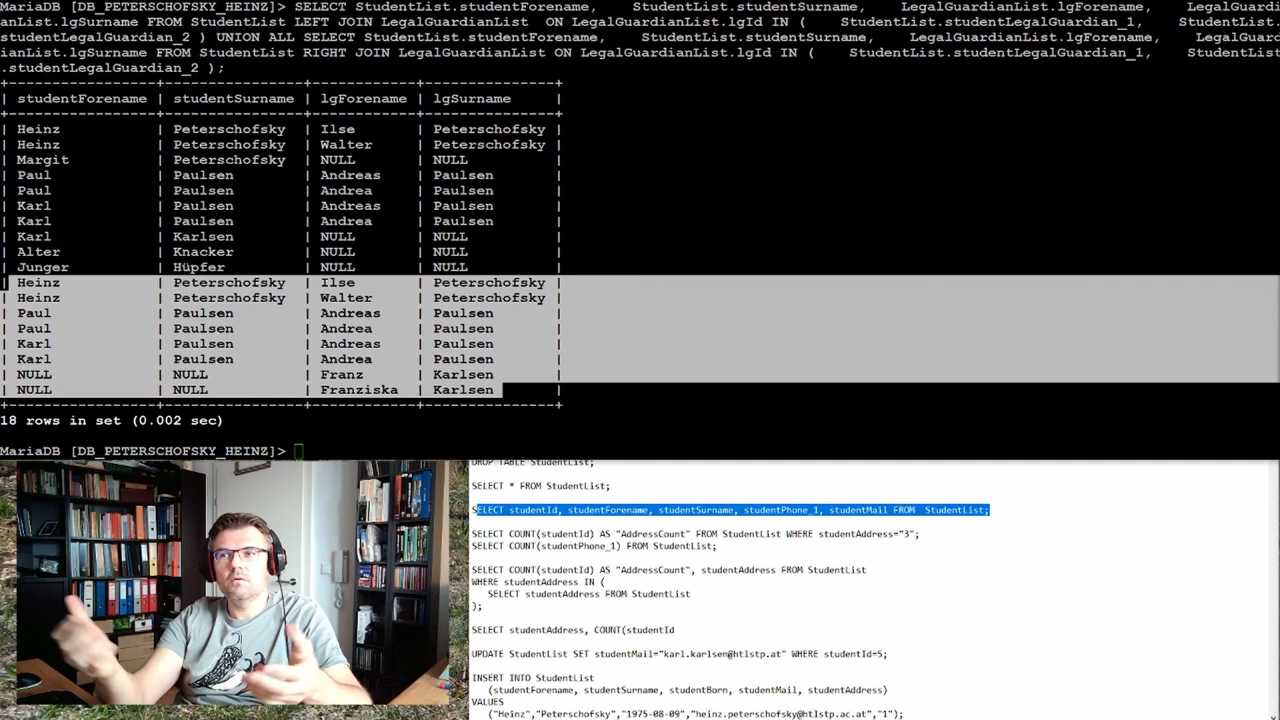 MariaDB [DB_PETERSCHOFSKY_HEINZ]> SELECT StudentList.studentForename,     StudentList.studentSurname,     LegalGuardianList.lgForename,     LegalGuardi
anList.lgSurname FROM StudentList LEFT JOIN LegalGuardianList  ON LegalGuardianList.lgId IN (    StudentList.studentLegalGuardian_1,     StudentList.
studentLegalGuardian_2 ) UNION ALL SELECT StudentList.studentForename,     StudentList.studentSurname,     LegalGuardianList.lgForename,     LegalGuard
ianList.lgSurname FROM StudentList RIGHT JOIN LegalGuardianList ON LegalGuardianList.lgId IN (    StudentList.studentLegalGuardian_1,     StudentList
.studentLegalGuardian_2 );
| studentForename | studentSurname | lgForename | lgSurname     |
| Heinz           | Peterschofsky | Ilse       | Peterschofsky |
| Heinz           | Peterschofsky | Walter     | Peterschofsky |
| Margit          | Peterschofsky | NULL       | NULL          |
| Paul            | Paulsen       | Andreas    | Paulsen       |
| Paul            | Paulsen       | Andrea     | Paulsen       |
| Karl            | Paulsen       | Andreas    | Paulsen       |
| Karl            | Paulsen       | Andrea     | Paulsen       |
| Karl            | Karlsen       | NULL       | NULL          |
| Alter           | Knacker       | NULL       | NULL          |
| Junger          | Hüpfer        | NULL       | NULL          |
| Heinz           | Peterschofsky | Ilse       | Peterschofsky |
| Heinz           | Peterschofsky | Walter     | Peterschofsky |
| Paul            | Paulsen       | Andreas    | Paulsen       |
| Paul            | Paulsen       | Andrea     | Paulsen       |
| Karl            | Paulsen       | Andreas    | Paulsen       |
| Karl            | Paulsen       | Andrea     | Paulsen       |
| NULL            | NULL          | Franz      | Karlsen       |
| NULL            | NULL          | Franziska  | Karlsen       |
18 rows in set (0.002 sec)
MariaDB [DB_PETERSCHOFSKY_HEINZ]>
DROP TABLE StudentList;
SELECT * FROM StudentList;
SELECT studentId, studentForename, studentSurname, studentPhone_1, studentMail FROM  StudentList;
SELECT COUNT(studentId) AS "AddressCount" FROM StudentList WHERE studentAddress="3";
SELECT COUNT(studentPhone_1) FROM StudentList;
SELECT COUNT(studentId) AS "AddressCount", studentAddress FROM StudentList
WHERE studentAddress IN (
SELECT studentAddress FROM StudentList
);
SELECT studentAddress, COUNT(studentId
UPDATE StudentList SET studentMail="karl.karlsen@htlstp.at" WHERE studentId=5;
INSERT INTO StudentList
(studentForename, studentSurname, studentBorn, studentMail, studentAddress)
VALUES
("Heinz","Peterschofsky","1975-08-09","heinz.peterschofsky@htlstp.ac.at","1");